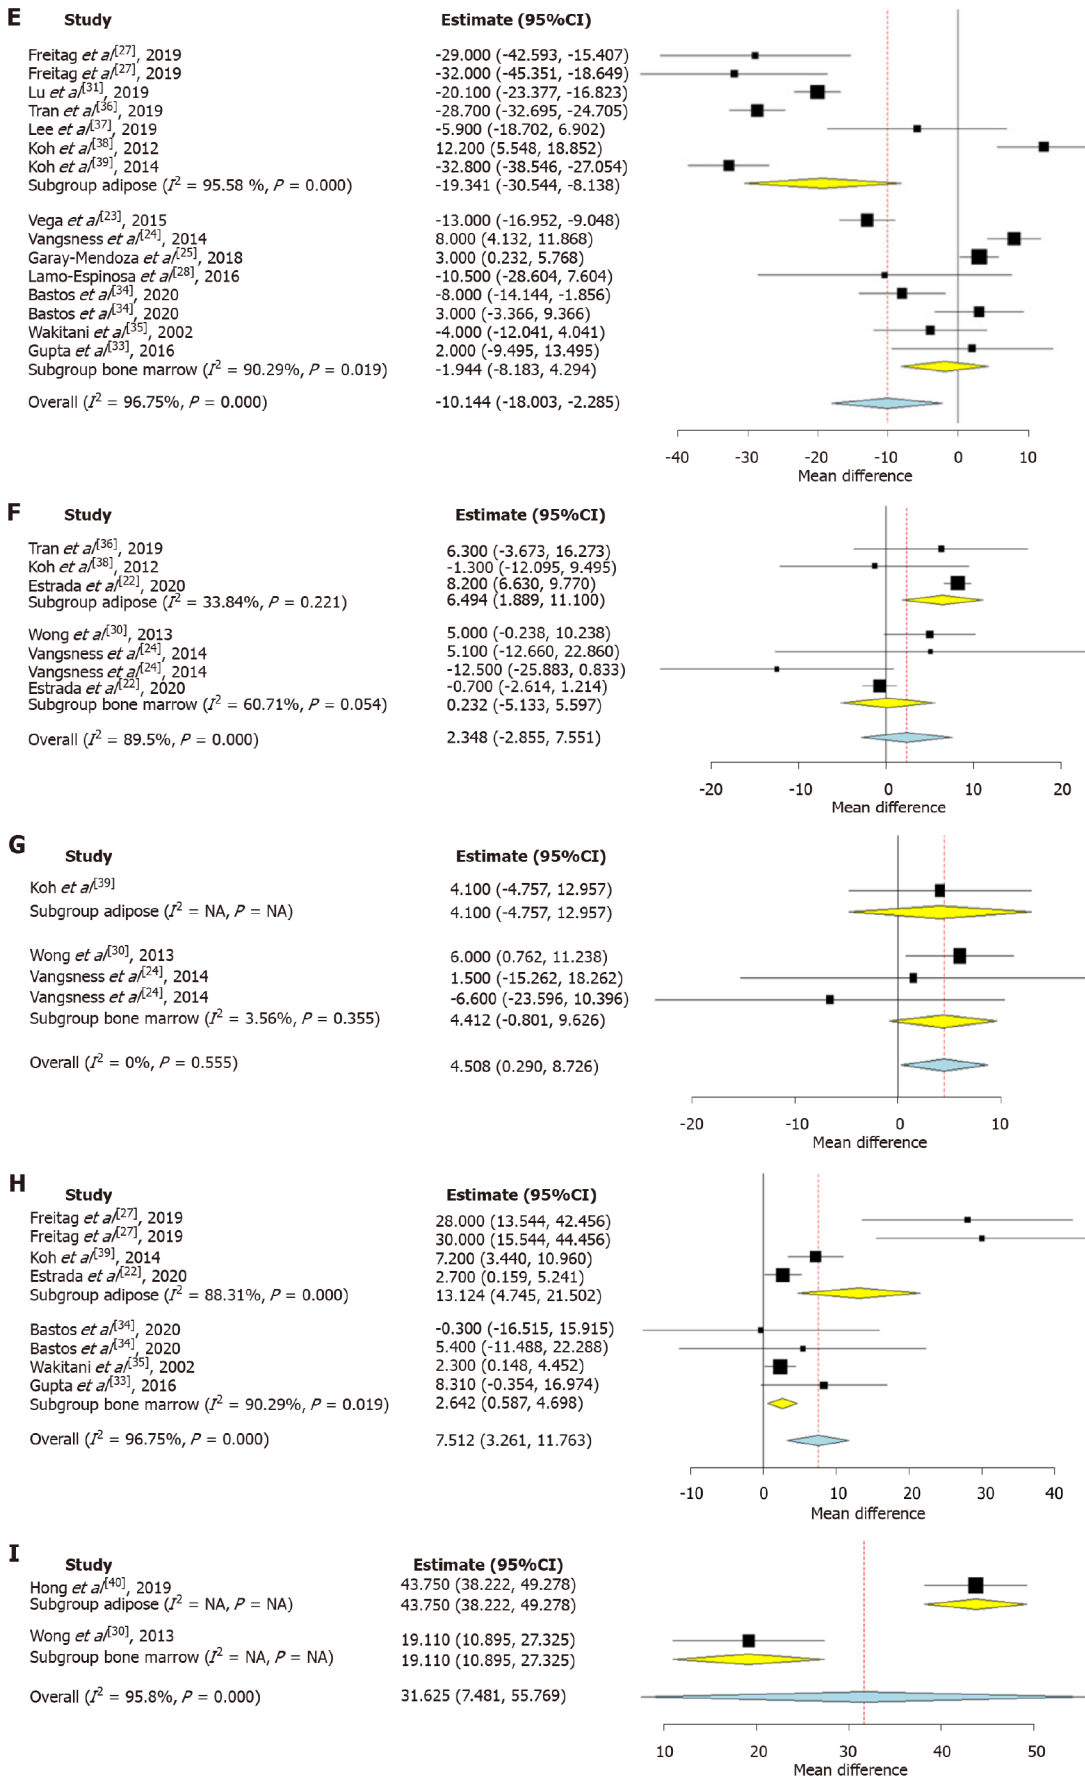 E Study Estimate (95%CI)
Freitag et al[27], 2019 -29.000 (-42.593, -15.407)
Freitag et al[27], 2019 -32.000 (-45.351, -18.649)
Lu et al[31], 2019 -20.100 (-23.377, -16.823)
Tran et al[36], 2019 -28.700 (-32.695, -24.705)
Lee et al[37], 2019 -5.900 (-18.702, 6.902)
Koh et al[38], 2012 12.200 (5.548, 18.852)
Koh et al[39], 2014 -32.800 (-38.546, -27.054)
Subgroup adipose (I2 = 95.58 %, P = 0.000) -19.341 (-30.544, -8.138)
Vega et al[23], 2015 -13.000 (-16.952, -9.048)
Vangsness et al[24], 2014 8.000 (4.132, 11.868)
Garay-Mendoza et al[25], 2018 3.000 (0.232, 5.768)
Lamo-Espinosa et al[28], 2016 -10.500 (-28.604, 7.604)
Bastos et al[34], 2020 -8.000 (-14.144, -1.856)
Bastos et al[34], 2020 3.000 (-3.366, 9.366)
Wakitani et al[35], 2002 -4.000 (-12.041, 4.041)
Gupta et al[33], 2016 2.000 (-9.495, 13.495)
Subgroup bone marrow (I2 = 90.29%, P = 0.019) -1.944 (-8.183, 4.294)
Overall (I2 = 96.75%, P = 0.000) -10.144 (-18.003, -2.285)
-40 -30 -20 -10 0 10
Mean difference
F Study Estimate (95%CI)
Tran et al[36], 2019 6.300 (-3.673, 16.273)
Koh et al[38], 2012 -1.300 (-12.095, 9.495)
Estrada et al[22], 2020 8.200 (6.630, 9.770)
Subgroup adipose (I2 = 33.84%, P = 0.221) 6.494 (1.889, 11.100)
Wong et al[30], 2013 5.000 (-0.238, 10.238)
Vangsness et al[24], 2014 5.100 (-12.660, 22.860)
Vangsness et al[24], 2014 -12.500 (-25.883, 0.833)
Estrada et al[22], 2020 -0.700 (-2.614, 1.214)
Subgroup bone marrow (I2 = 60.71%, P = 0.054) 0.232 (-5.133, 5.597)
Overall (I2 = 89.5%, P = 0.000) 2.348 (-2.855, 7.551)
-20 -10 0 10 20
Mean difference
G Study Estimate (95%CI)
Koh et al[39] 4.100 (-4.757, 12.957)
Subgroup adipose (I2 = NA, P = NA) 4.100 (-4.757, 12.957)
Wong et al[30], 2013 6.000 (0.762, 11.238)
Vangsness et al[24], 2014 1.500 (-15.262, 18.262)
Vangsness et al[24], 2014 -6.600 (-23.596, 10.396)
Subgroup bone marrow (I2 = 3.56%, P = 0.355) 4.412 (-0.801, 9.626)
Overall (I2 = 0%, P = 0.555) 4.508 (0.290, 8.726)
-20 -10 0 10
Mean difference
H Study Estimate (95%CI)
Freitag et al[27], 2019 28.000 (13.544, 42.456)
Freitag et al[27], 2019 30.000 (15.544, 44.456)
Koh et al[39], 2014 7.200 (3.440, 10.960)
Estrada et al[22], 2020 2.700 (0.159, 5.241)
Subgroup adipose (I2 = 88.31%, P = 0.000) 13.124 (4.745, 21.502)
Bastos et al[34], 2020 -0.300 (-16.515, 15.915)
Bastos et al[34], 2020 5.400 (-11.488, 22.288)
Wakitani et al[35], 2002 2.300 (0.148, 4.452)
Gupta et al[33], 2016 8.310 (-0.354, 16.974)
Subgroup bone marrow (I2 = 90.29%, P = 0.019) 2.642 (0.587, 4.698)
Overall (I2 = 96.75%, P = 0.000) 7.512 (3.261, 11.763)
-10 0 10 20 30 40
Mean difference
I Study Estimate (95%CI)
Hong et al[40], 2019 43.750 (38.222, 49.278)
Subgroup adipose (I2 = NA, P = NA) 43.750 (38.222, 49.278)
Wong et al[30], 2013 19.110 (10.895, 27.325)
Subgroup bone marrow (I2 = NA, P = NA) 19.110 (10.895, 27.325)
Overall (I2 = 95.8%, P = 0.000) 31.625 (7.481, 55.769)
10 20 30 40 50
Mean difference